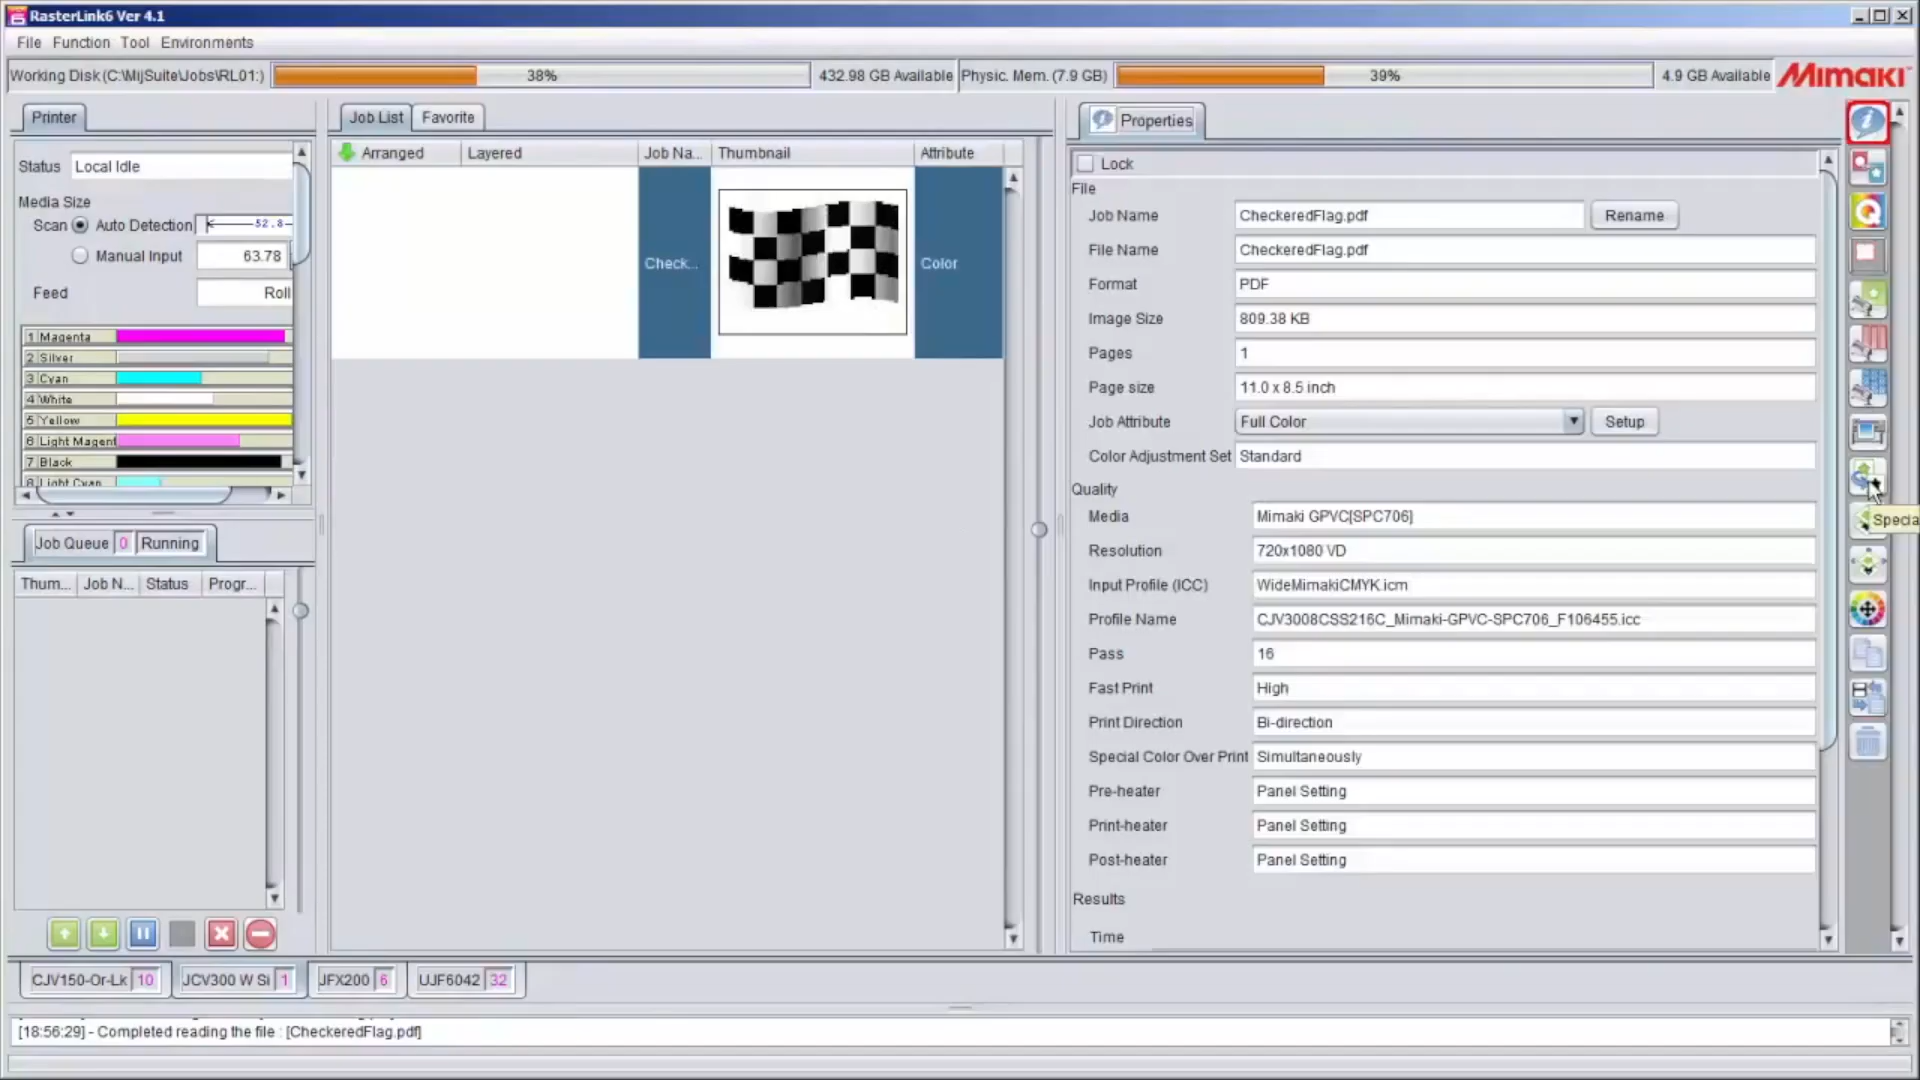 RasterLink6 Ver 4.1
File Function Tool Environments
Working Disk (C:\MijSuite\Jobs\RL01:) 38% 432.98 GB Available Physic. Mem. (7.9 GB) 39% 4.9 GB Available Mimaki
Printer
Status Local Idle
Media Size
Scan Auto Detection 52.8
Manual Input 63.78
Feed Roll
1 Magenta
2 Silver
3 Cyan
4 White
5 Yellow
6 Light Magent
7 Black
8 Light Cyan
Job Queue 0 Running
Thum... Job N... Status Progr...
Job List Favorite
Arranged Layered Job Na... Thumbnail Attribute
Check... Color
Properties
Lock
File
Job Name CheckeredFlag.pdf Rename
File Name CheckeredFlag.pdf
Format PDF
Image Size 809.38 KB
Pages 1
Page size 11.0 x 8.5 inch
Job Attribute Full Color Setup
Color Adjustment Set Standard
Quality
Media Mimaki GPVC[SPC706]
Resolution 720x1080 VD
Input Profile (ICC) WideMimakiCMYK.icm
Profile Name CJV3008CSS216C_Mimaki-GPVC-SPC706_F106455.icc
Pass 16
Fast Print High
Print Direction Bi-direction
Special Color Over Print Simultaneously
Pre-heater Panel Setting
Print-heater Panel Setting
Post-heater Panel Setting
Results
Time
Specia
CJV150-Or-Lk 10 JCV300 W Si 1 JFX200 6 UJF6042 32
[18:56:29] - Completed reading the file : [CheckeredFlag.pdf]